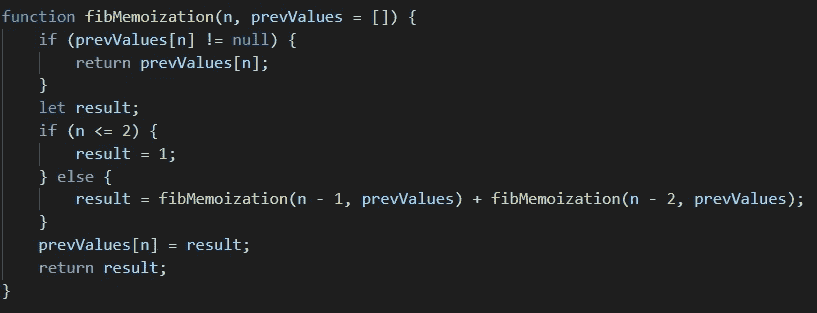 function fibMemoization(n, prevValues = []) {
    if (prevValues[n] != null) {
        return prevValues[n];
    }
    let result;
    if (n <= 2) {
        result = 1;
    } else {
        result = fibMemoization(n - 1, prevValues) + fibMemoization(n - 2, prevValues);
    }
    prevValues[n] = result;
    return result;
}